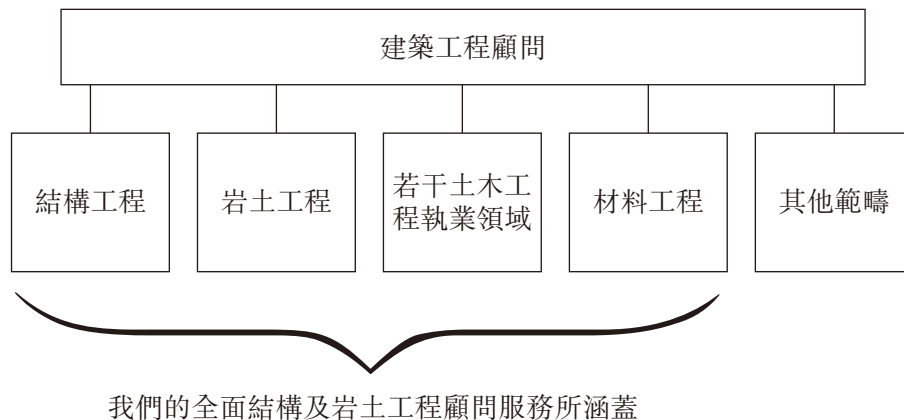 建築工程顧問
結構工程
岩土工程
若干土木工
程執業領域
材料工程
其他範疇
我們的全面結構及岩土工程顧問服務所涵蓋